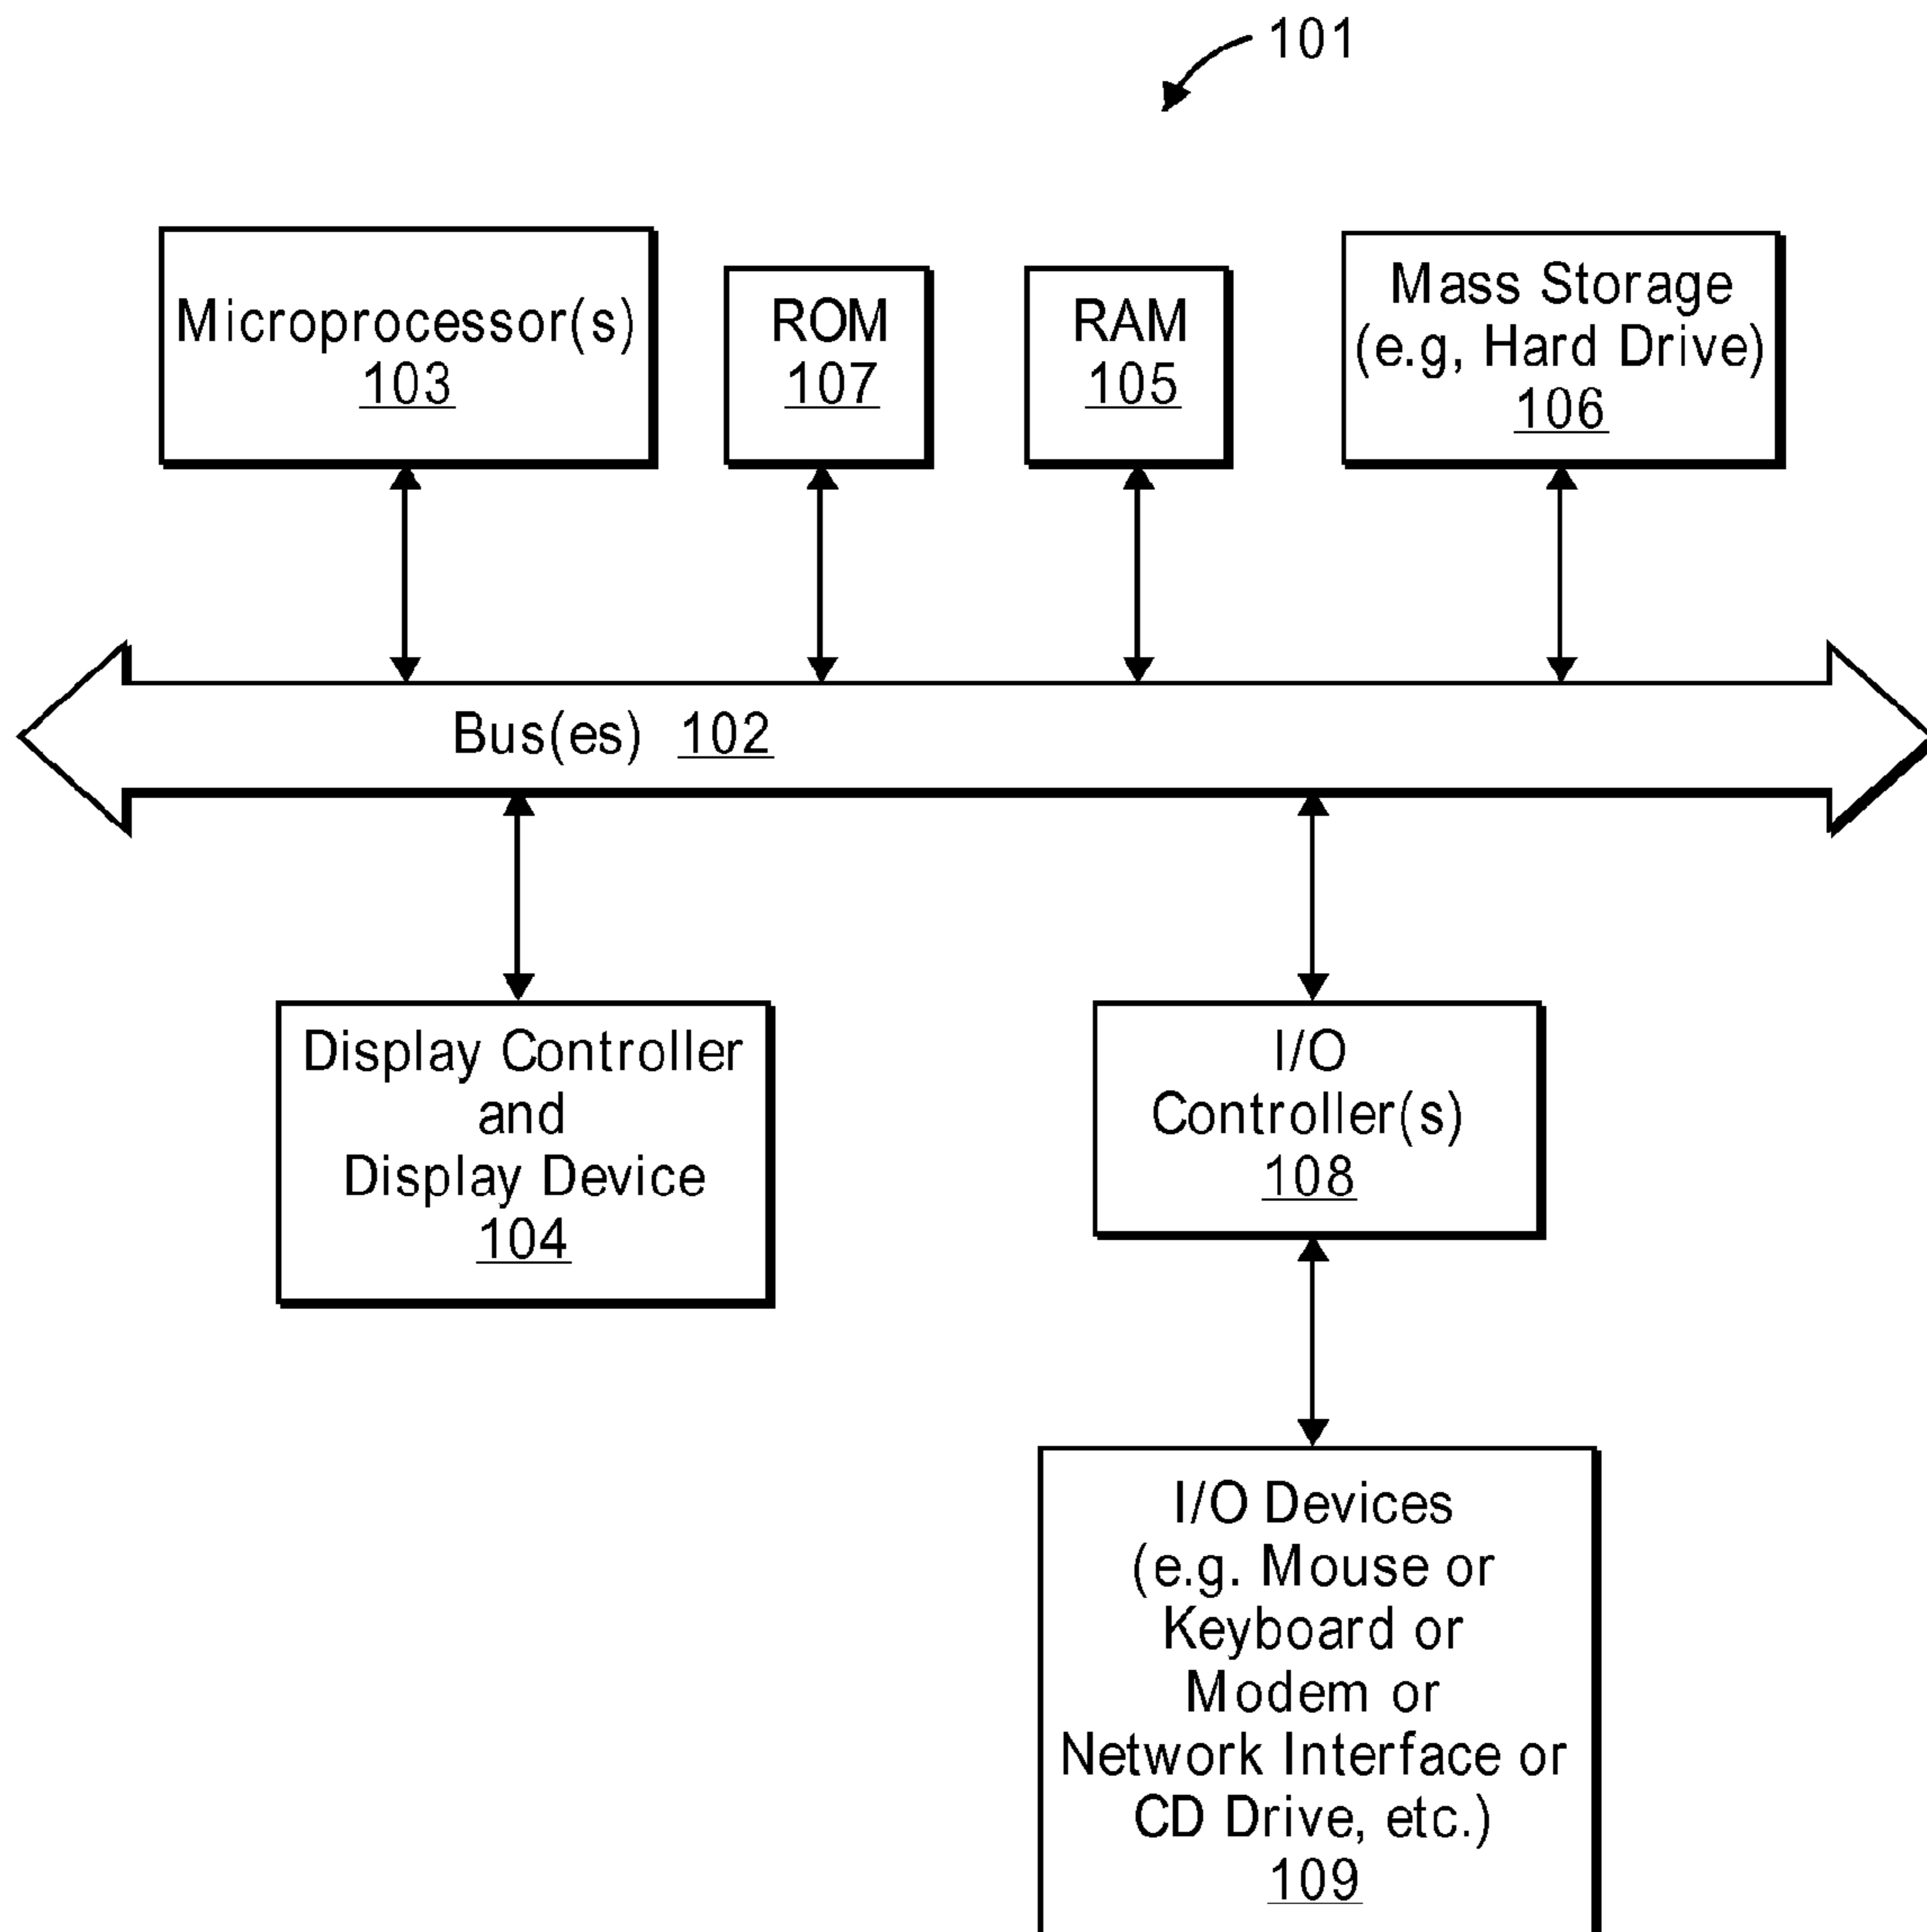 101
Microprocessor(s)
103
ROM
107
RAM
105
Mass Storage
(e.g, Hard Drive)
106
Bus(es) 102
Display Controller
and
Display Device
104
I/O
Controller(s)
108
I/O Devices
(e.g. Mouse or
Keyboard or
Modem or
Network Interface or
CD Drive, etc.)
109